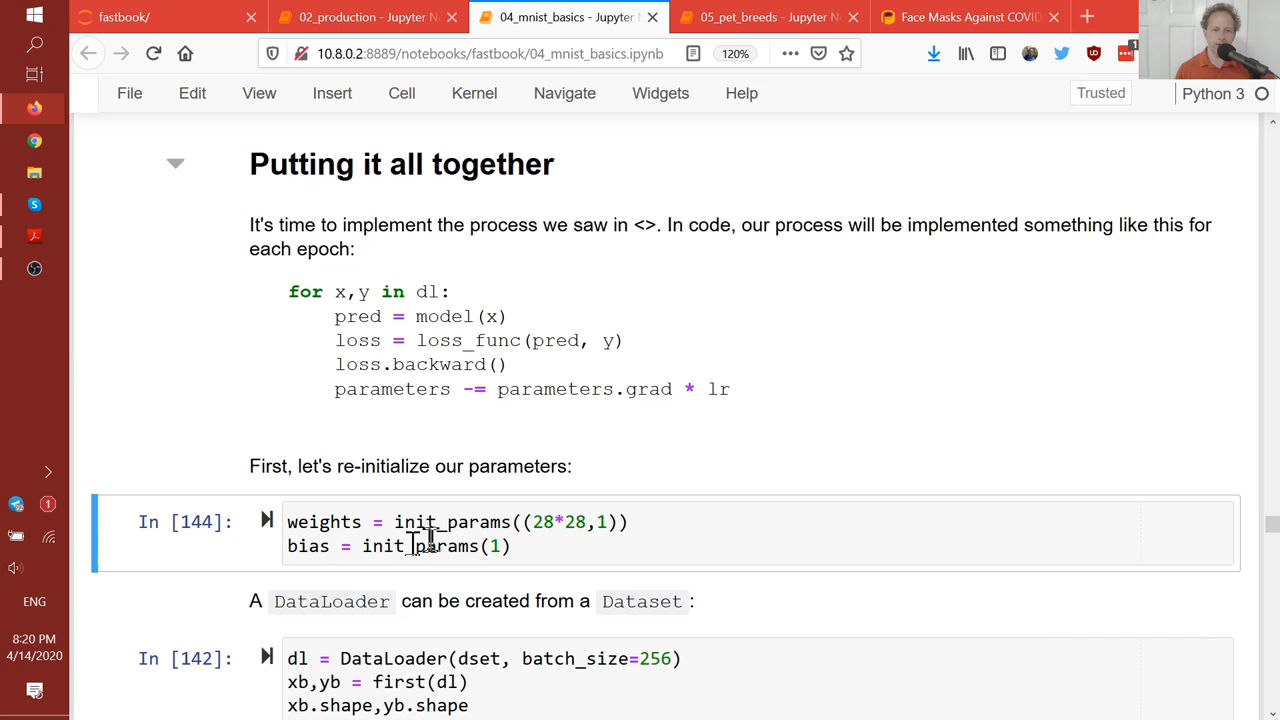 fastbook/
02_production - Jupyter N
04_mnist_basics - Jupyter
05_pet_breeds - Jupyter N
Face Masks Against COVID
10.8.0.2:8889/notebooks/fastbook/04_mnist_basics.ipynb
120%
1
File Edit View Insert Cell Kernel Navigate Widgets Help
Trusted
Python 3
Putting it all together
It's time to implement the process we saw in <>. In code, our process will be implemented something like this for
each epoch:
for x,y in dl:
pred = model(x)
loss = loss_func(pred, y)
loss.backward()
parameters -= parameters.grad * lr
First, let's re-initialize our parameters:
In [144]:
weights = init_params((28*28,1))
bias = init_params(1)
A DataLoader can be created from a Dataset:
In [142]:
dl = DataLoader(dset, batch_size=256)
xb,yb = first(dl)
xb.shape,yb.shape
1
ENG
8:20 PM
4/14/2020